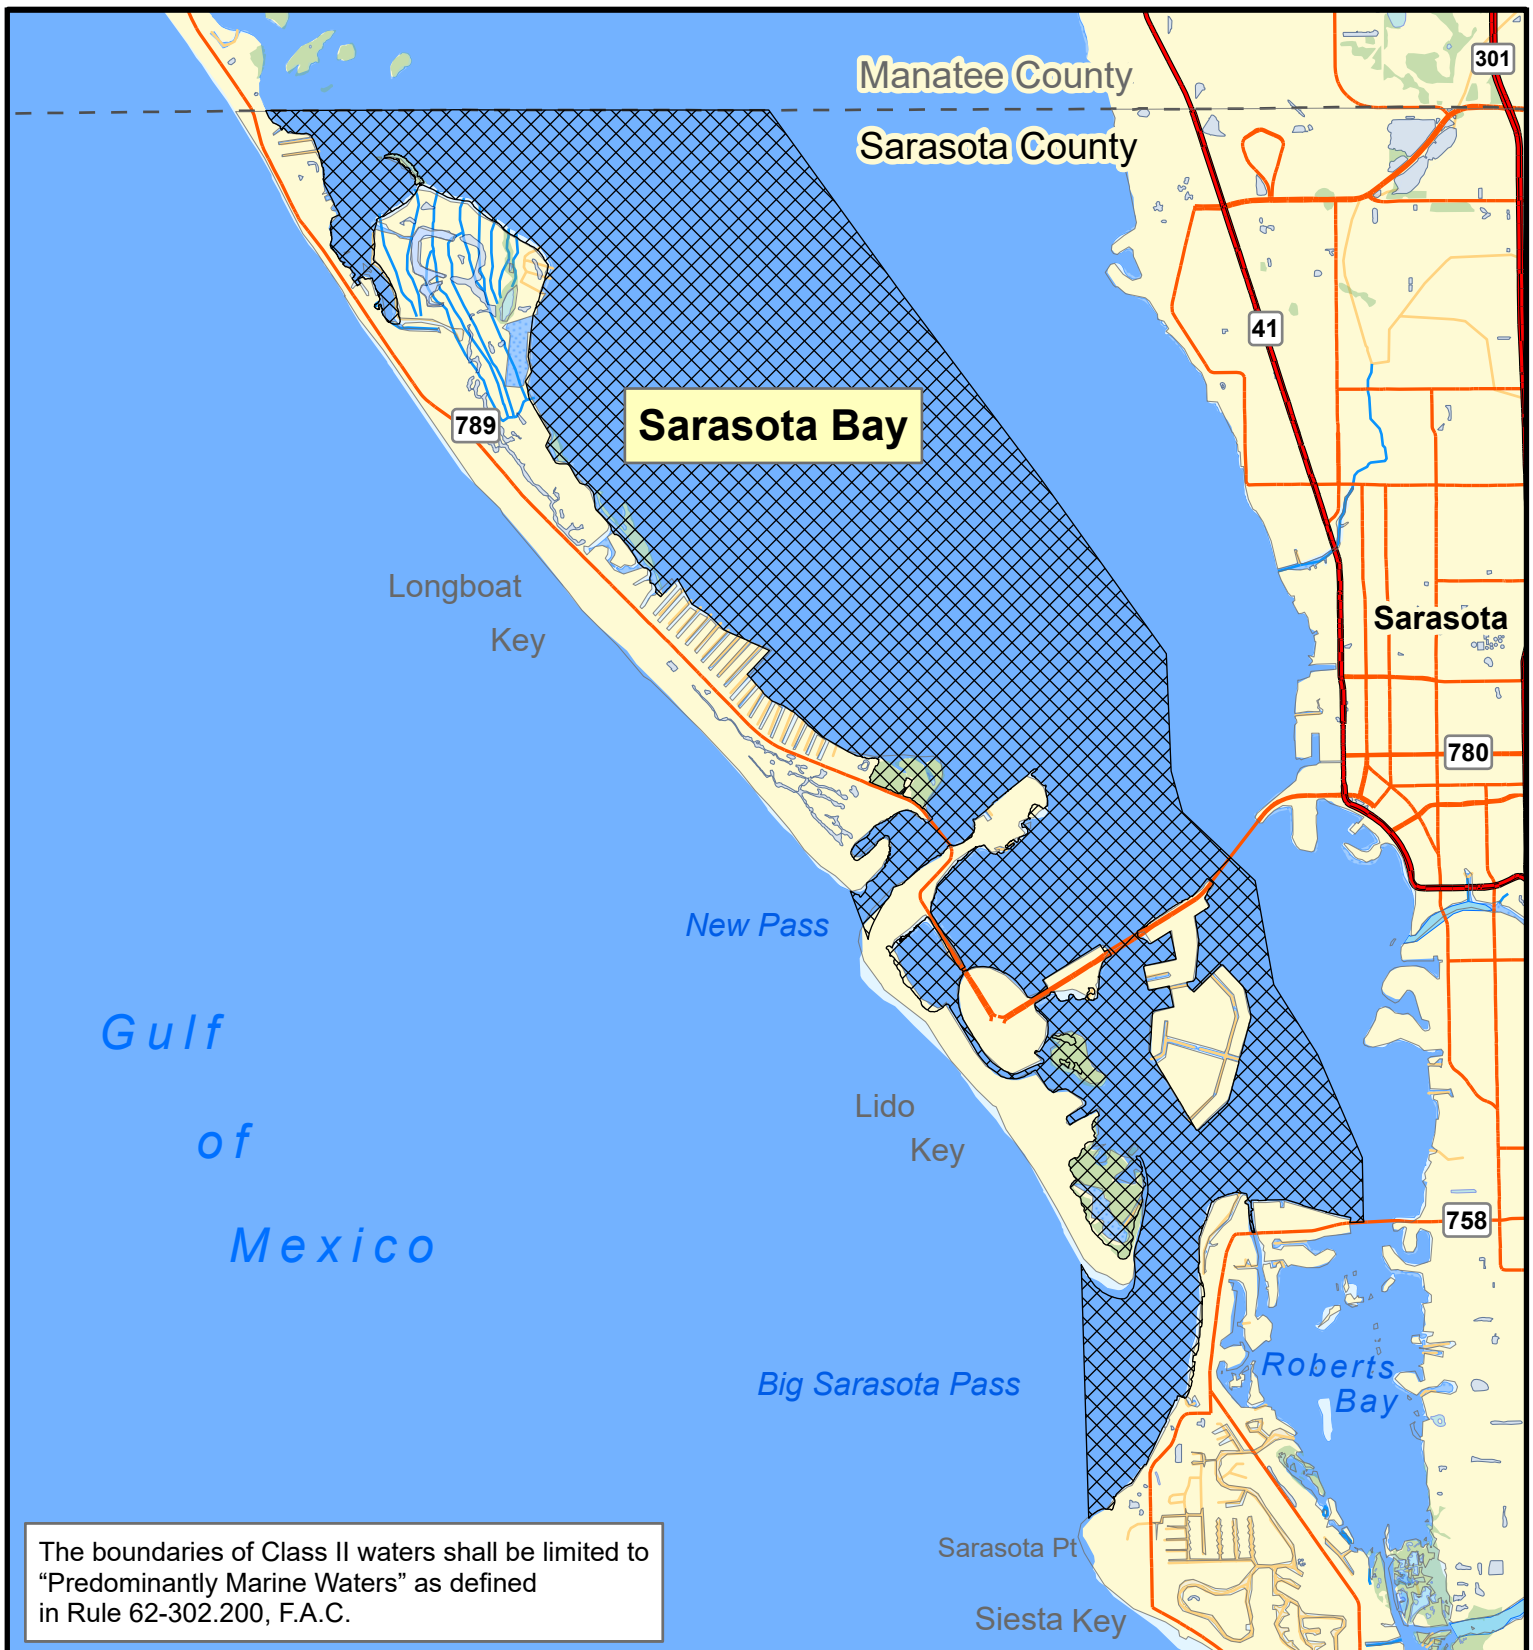 Manatee County
301
Sarasota County
41
Sarasota Bay
789
Longboat
Key
Sarasota
780
New Pass
Gulf
of
Mexico
Lido
Key
758
Roberts
Bay
Big Sarasota Pass
Sarasota Pt
Siesta Key
The boundaries of Class II waters shall be limited to
“Predominantly Marine Waters” as defined
in Rule 62-302.200, F.A.C.